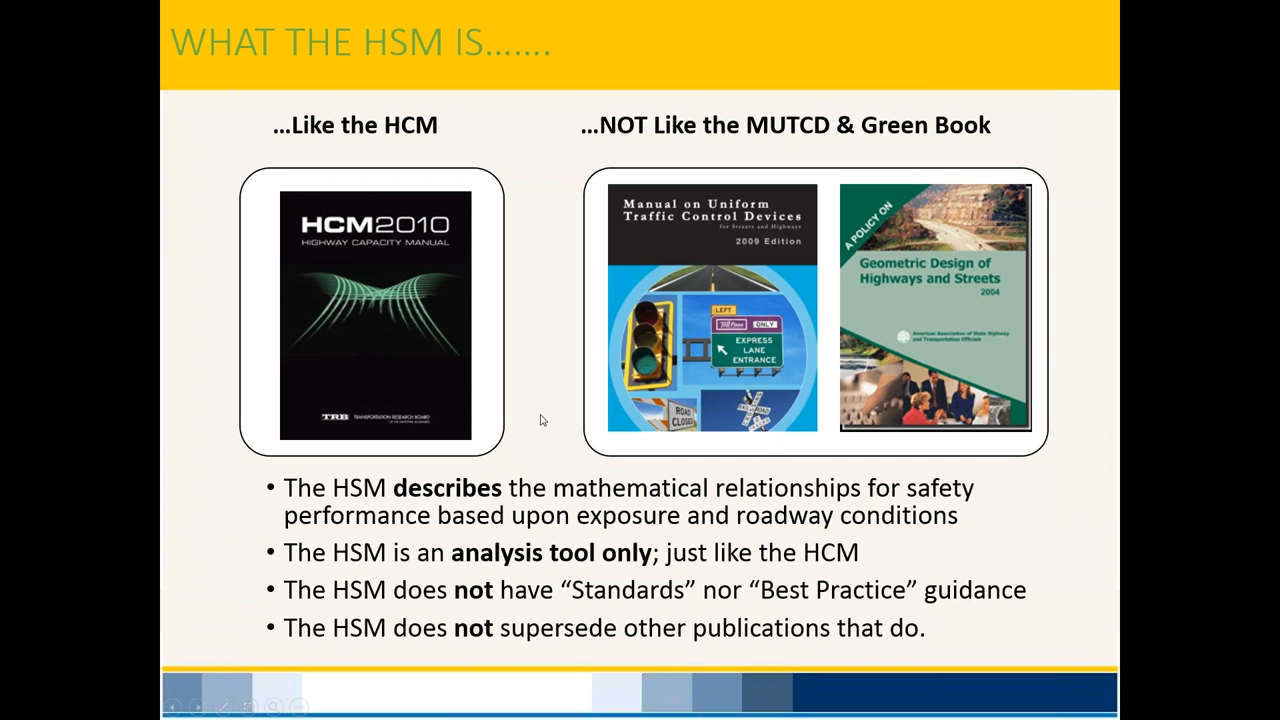 WHAT THE HSM IS.......
...Like the HCM
...NOT Like the MUTCD & Green Book
HCM2010
HIGHWAY CAPACITY MANUAL
TRB TRANSPORTATION RESEARCH BOARD
OF THE NATIONAL ACADEMIES
Manual on Uniform
Traffic Control Devices
for Streets and Highways
2009 Edition
LEFT
Toll Pass ONLY
EXPRESS
LANE
ENTRANCE
ROAD
CLOSED
A POLICY ON
Geometric Design of
Highways and Streets
2004
American Association of State Highway
and Transportation Officials
• The HSM describes the mathematical relationships for safety
performance based upon exposure and roadway conditions
• The HSM is an analysis tool only; just like the HCM
• The HSM does not have “Standards” nor “Best Practice” guidance
• The HSM does not supersede other publications that do.